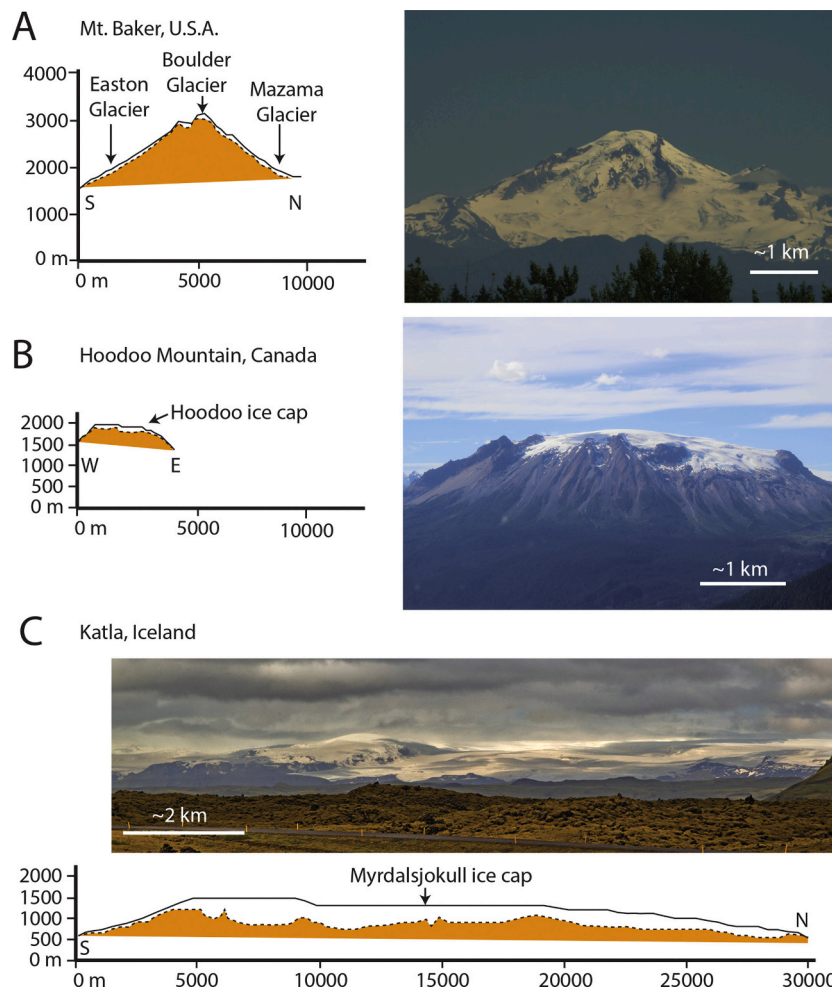 A
Mt. Baker, U.S.A.
Easton
Glacier
Boulder
Glacier
Mazama
Glacier
4000
3000
2000
1000
0 m
S
N
0 m
5000
10000
~1 km
B
Hoodoo Mountain, Canada
Hoodoo ice cap
2000
1500
1000
500
0 m
W
E
0 m
5000
10000
~1 km
C
Katla, Iceland
~2 km
Myrdalsjokull ice cap
2000
1500
1000
500
0 m
S
N
0 m
5000
10000
15000
20000
25000
30000